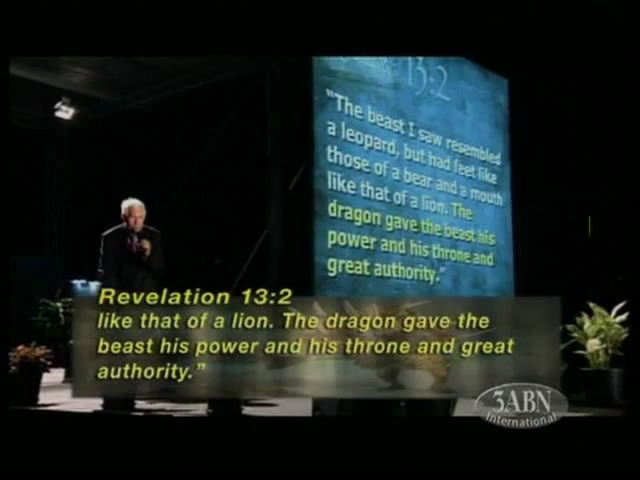 13:2
"The beast I saw resembled
a leopard, but had feet like
those of a bear and a mouth
like that of a lion. The
dragon gave the beast his
power and his throne and
great authority."
Revelation 13:2
like that of a lion. The dragon gave the
beast his power and his throne and great
authority."
3ABN
International